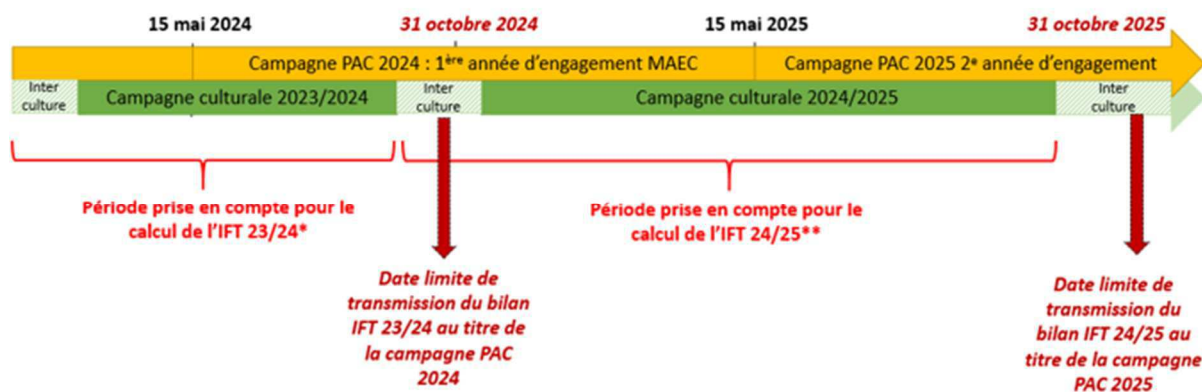 15 mai 2024
31 octobre 2024
15 mai 2025
31 octobre 2025
Campagne PAC 2024 : 1ère année d'engagement MAEC
Campagne PAC 2025 2e année d'engagement
Inter
culture
Campagne culturale 2023/2024
Inter
culture
Campagne culturale 2024/2025
Inter
culture
Période prise en compte pour le
calcul de l'IFT 23/24*
Période prise en compte pour le
calcul de l'IFT 24/25**
Date limite de
transmission du bilan
IFT 23/24 au titre de
la campagne PAC
2024
Date limite de
transmission du
bilan IFT 24/25 au
titre de la campagne
PAC 2025